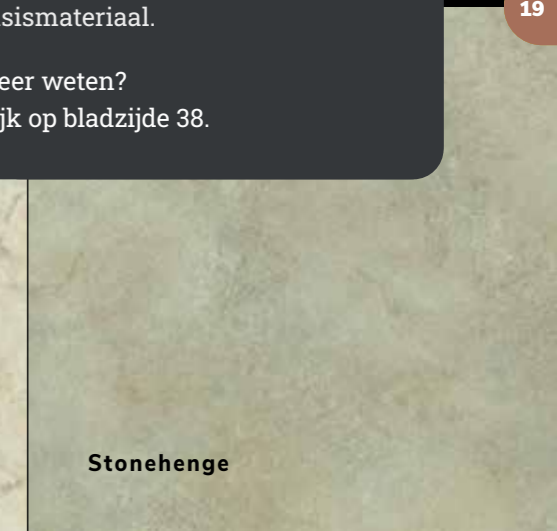 19
sismateriaal.
eer weten?
jk op bladzijde 38.
Stonehenge